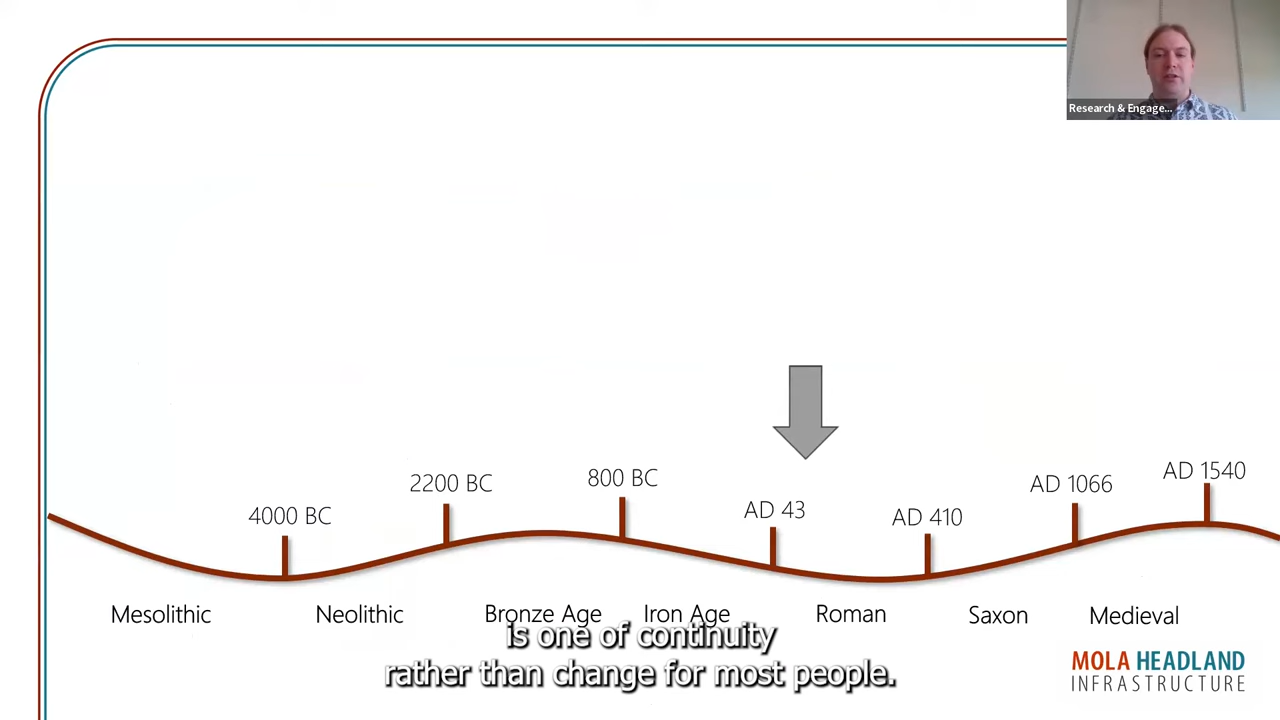 Research & Engage...
2200 BC
800 BC
AD 1066
AD 1540
4000 BC
AD 43
AD 410
Mesolithic
Neolithic
Bronze Age
Iron Age
Roman
Saxon
Medieval
is one of continuity
rather than change for most people.
MOLA HEADLAND
INFRASTRUCTURE